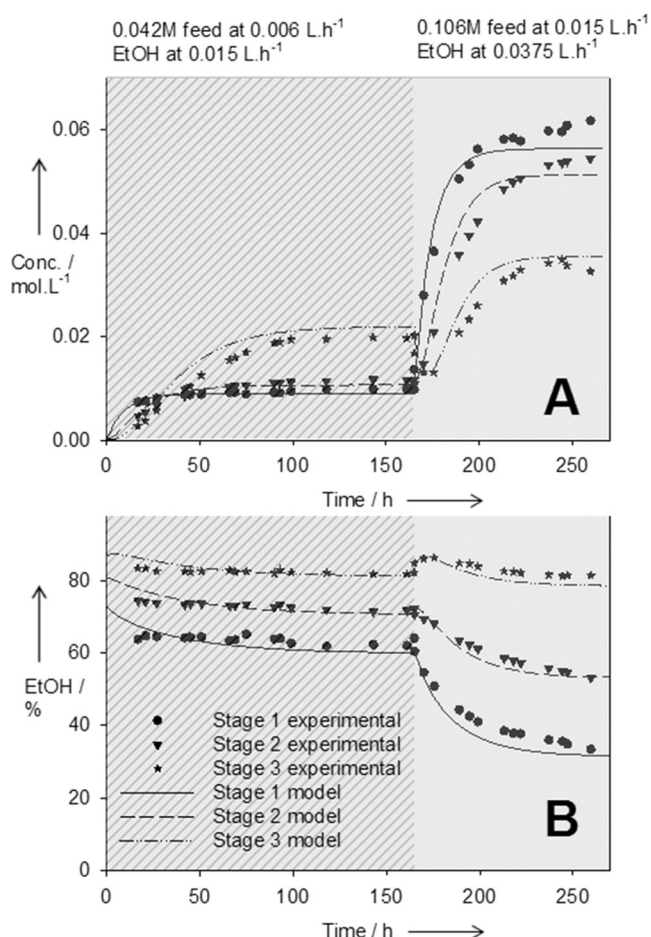 0.042M feed at 0.006 L.h⁻¹
EtOH at 0.015 L.h⁻¹
0.106M feed at 0.015 L.h⁻¹
EtOH at 0.0375 L.h⁻¹
0.06
0.04
0.02
0.00
Conc. /
mol.L⁻¹
A
0 50 100 150 200 250
Time / h
80
60
40
20
0
EtOH /
%
Stage 1 experimental
Stage 2 experimental
Stage 3 experimental
Stage 1 model
Stage 2 model
Stage 3 model
B
0 50 100 150 200 250
Time / h